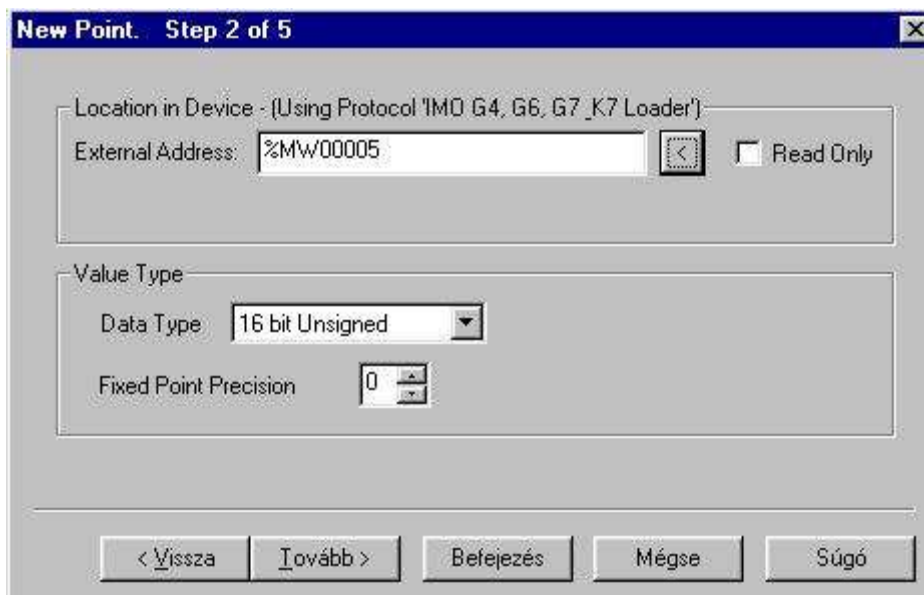 New Point. Step 2 of 5
Location in Device - (Using Protocol 'IMO G4, G6, G7_K7 Loader')
External Address: %MW00005 < Read Only
Value Type
Data Type 16 bit Unsigned
Fixed Point Precision 0
< Vissza Tovább > Befejezés Mégse Súgó